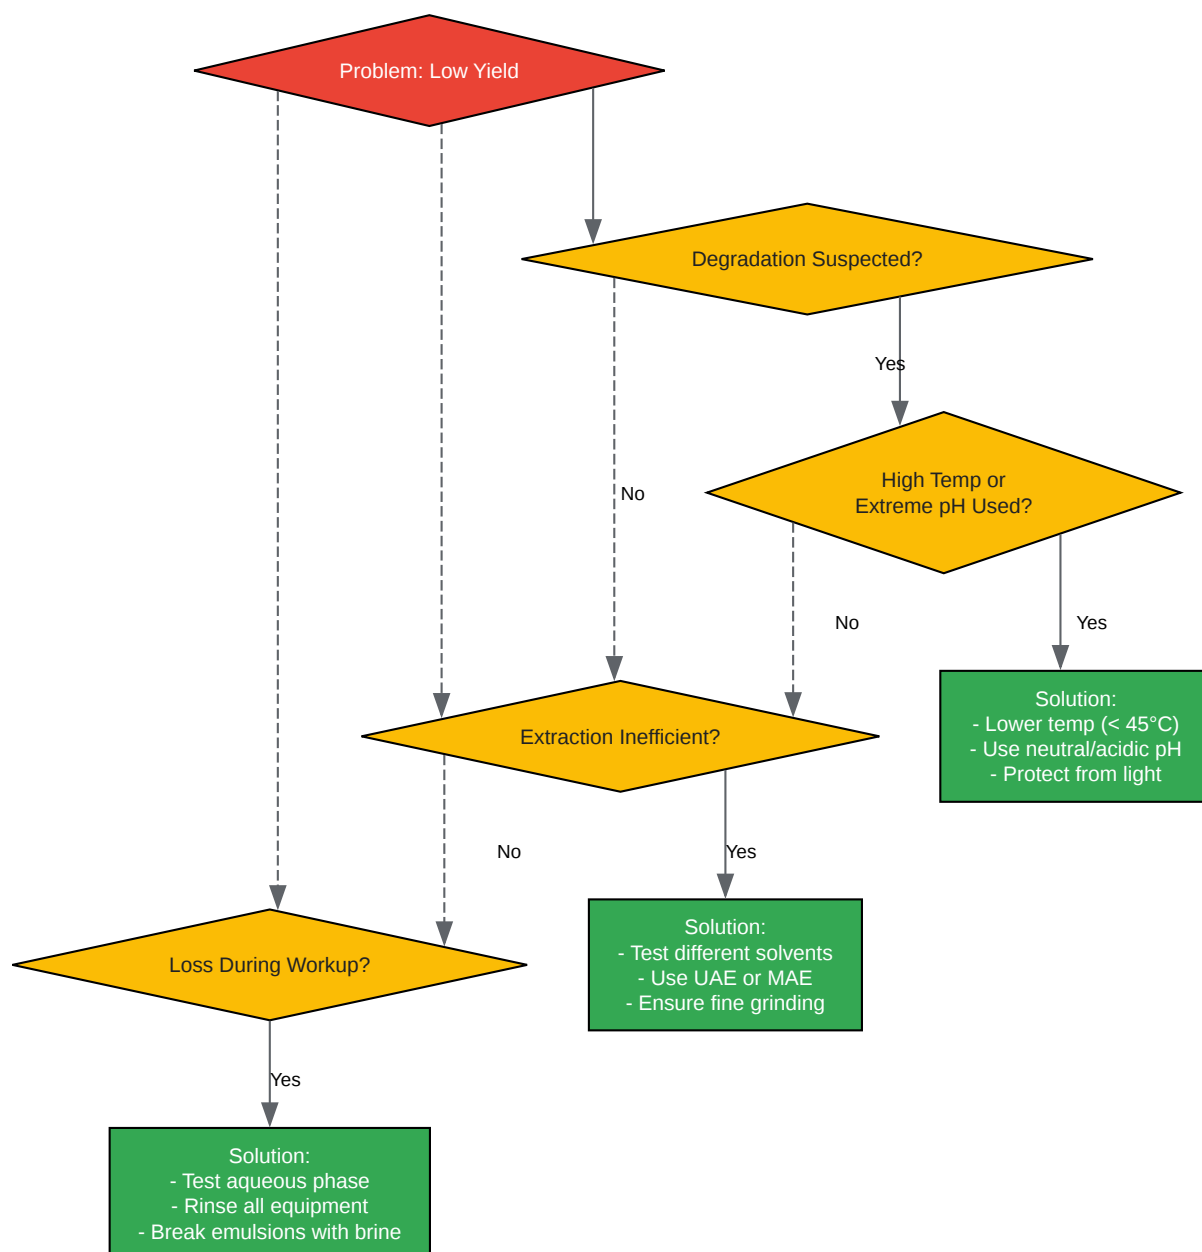 Problem: Low Yield
Degradation Suspected?
Yes
High Temp or
Extreme pH Used?
No
No
Yes
Solution:
- Lower temp (< 45°C)
- Use neutral/acidic pH
- Protect from light
Extraction Inefficient?
No
Yes
Solution:
- Test different solvents
- Use UAE or MAE
- Ensure fine grinding
Loss During Workup?
Yes
Solution:
- Test aqueous phase
- Rinse all equipment
- Break emulsions with brine